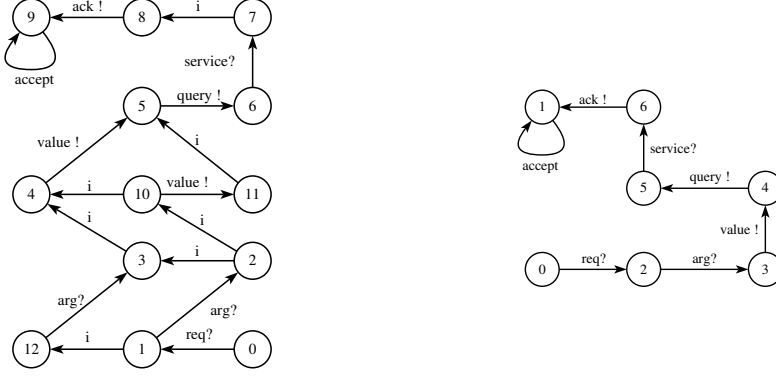 9 ack ! 8 i 7
accept
service?
5 query ! 6
value ! i
4 i 10 value ! 11
i i
3 i 2
arg? arg?
12 i 1 req? 0
1 ack ! 6
accept
service?
5 query ! 4
value !
0 req? 2 arg? 3